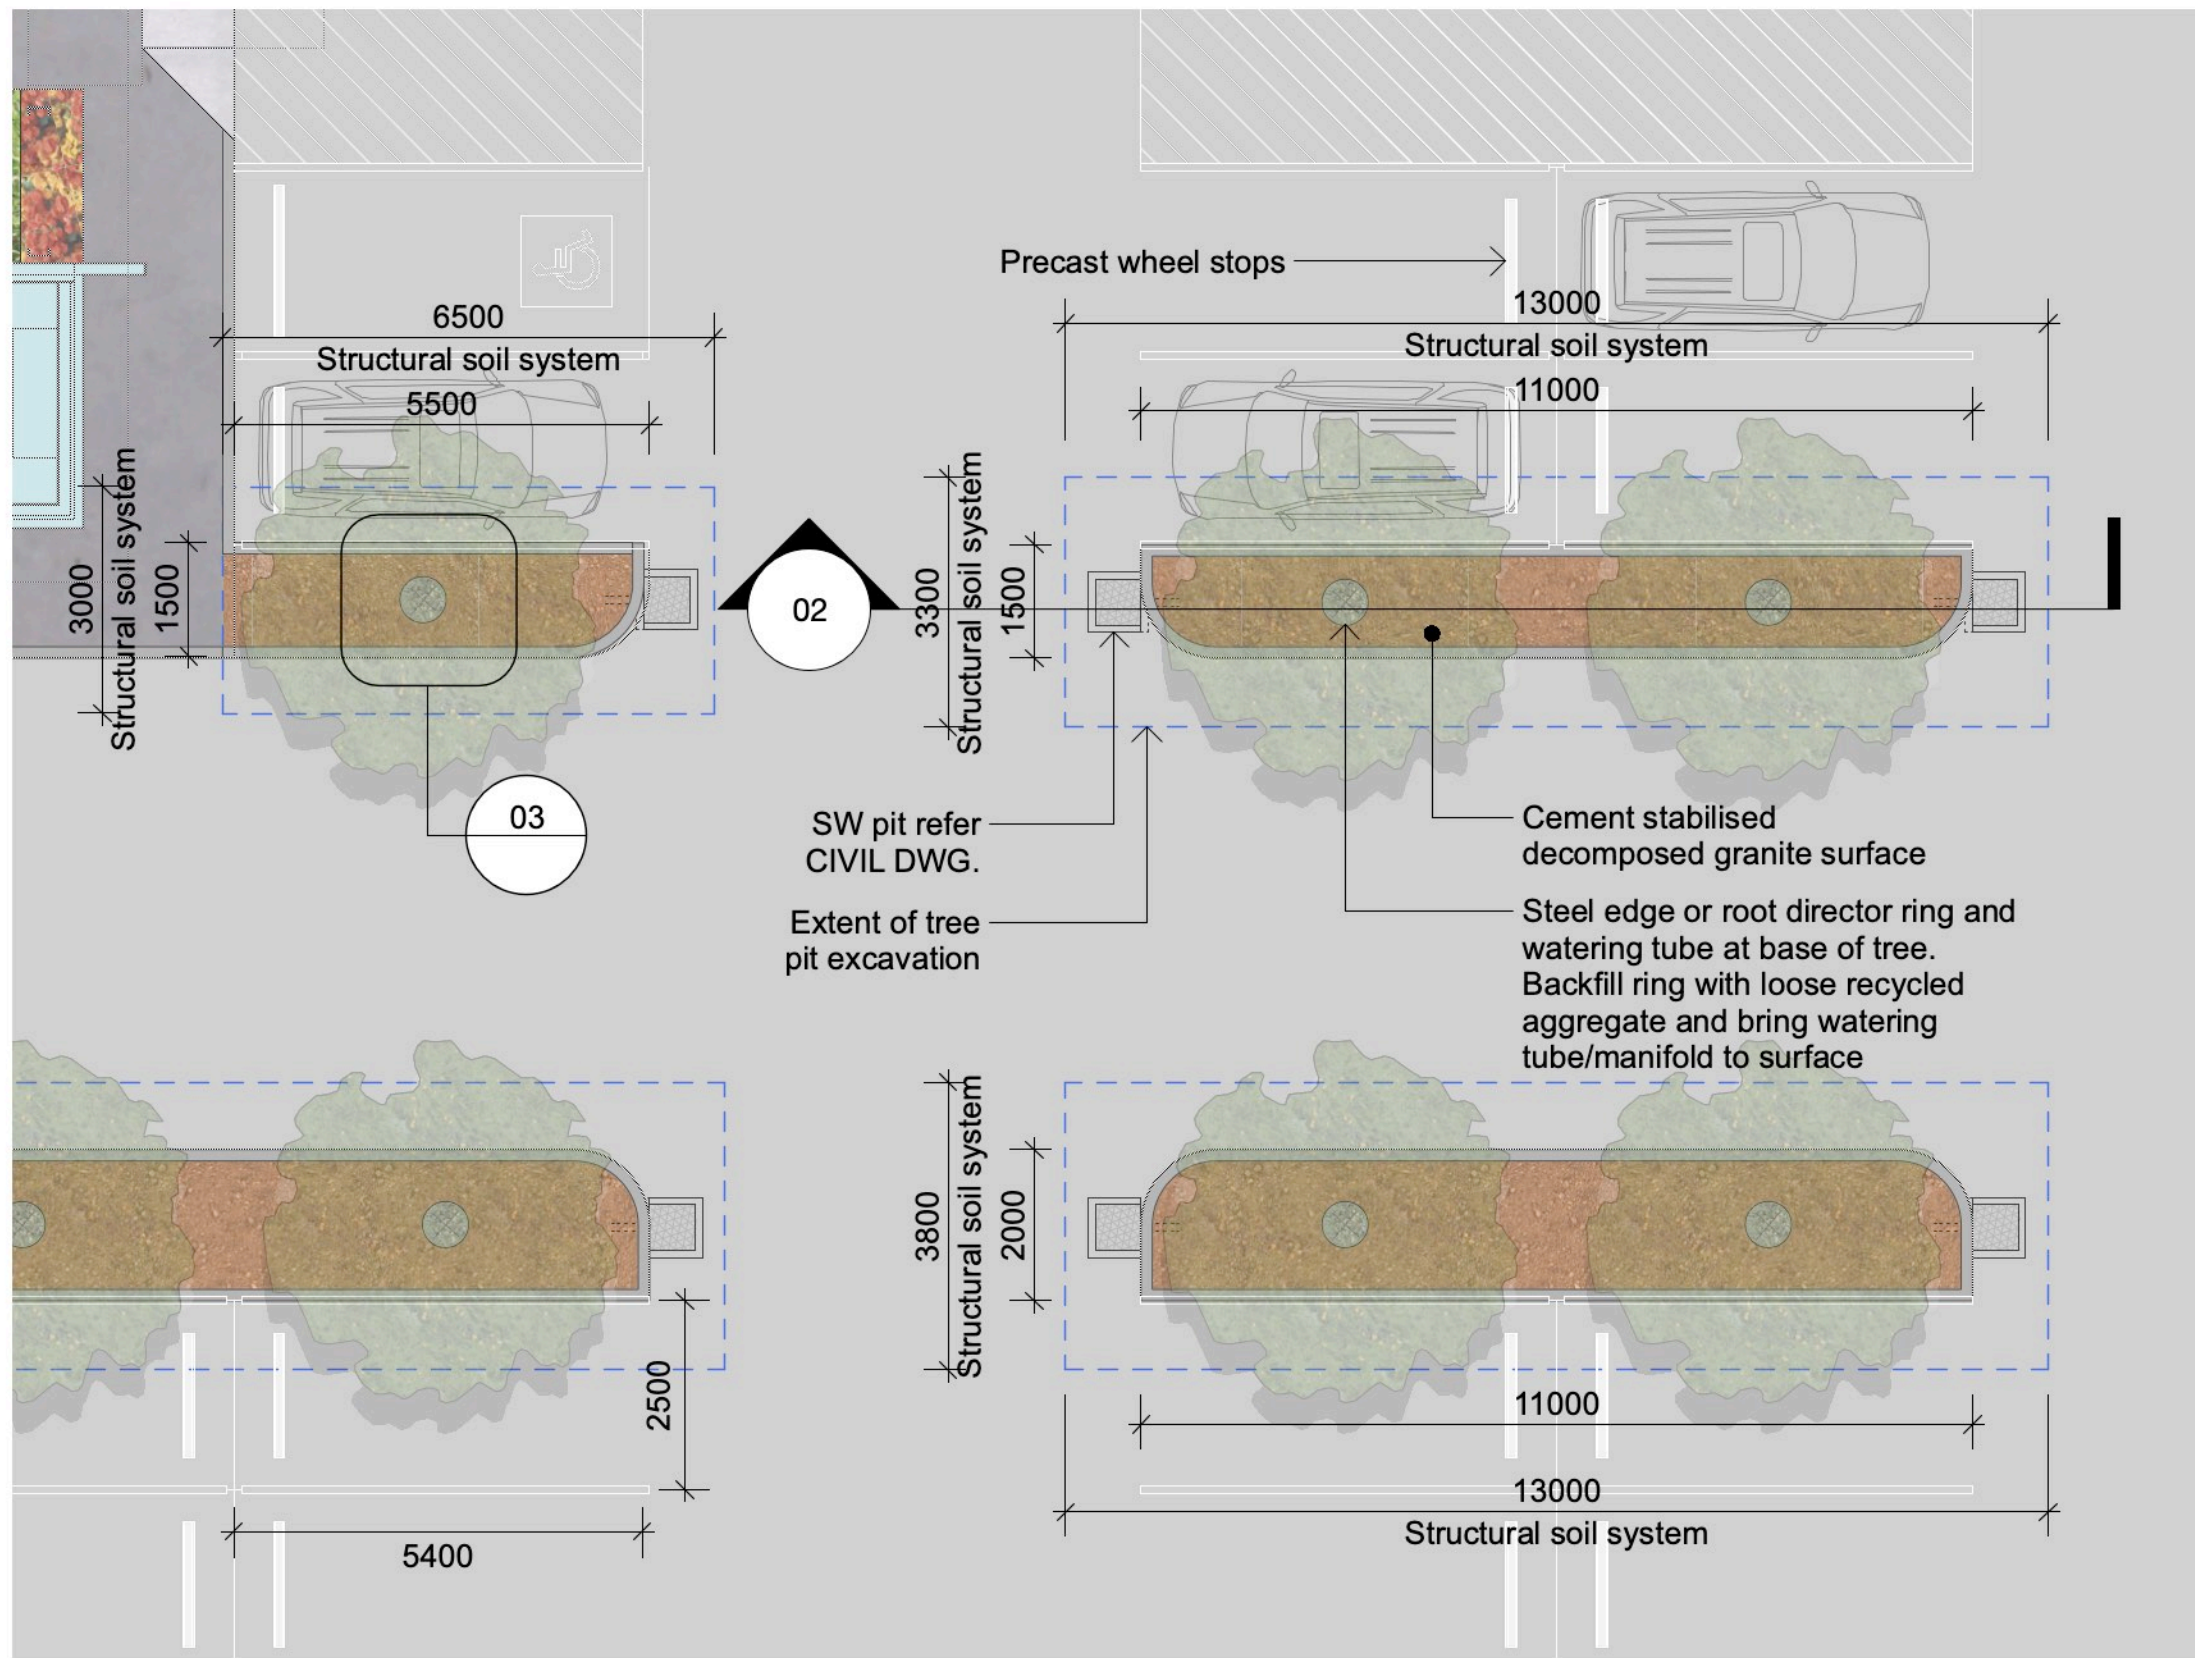 Precast wheel stops
13000
Structural soil system
11000
6500
Structural soil system
5500
3000
Structural soil system
1500
02
3300
Structural soil system
1500
03
SW pit refer
CIVIL DWG.
Extent of tree
pit excavation
Cement stabilised
decomposed granite surface
Steel edge or root director ring and
watering tube at base of tree.
Backfill ring with loose recycled
aggregate and bring watering
tube/manifold to surface
3800
Structural soil system
2000
2500
5400
11000
13000
Structural soil system